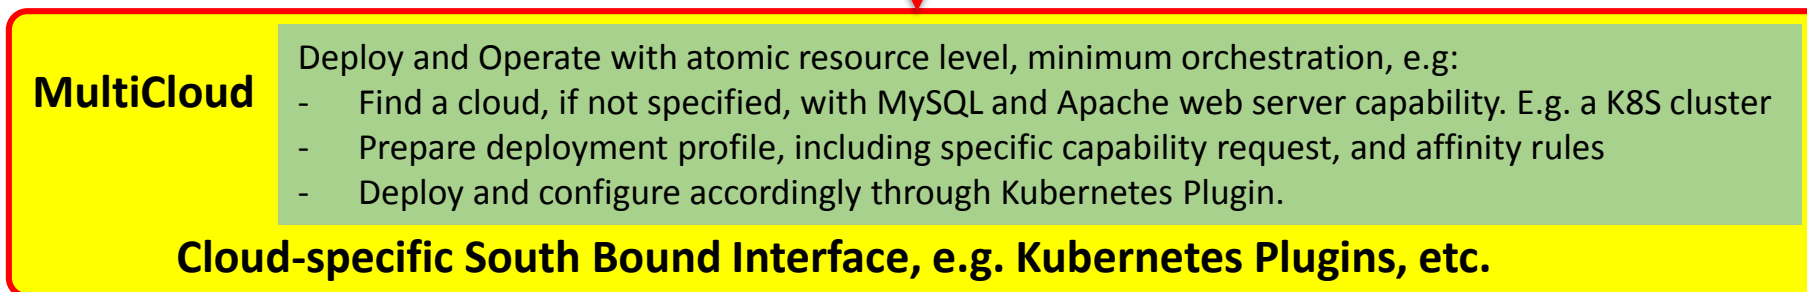 MultiCloud
Deploy and Operate with atomic resource level, minimum orchestration, e.g:
- Find a cloud, if not specified, with MySQL and Apache web server capability. E.g. a K8S cluster
- Prepare deployment profile, including specific capability request, and affinity rules
- Deploy and configure accordingly through Kubernetes Plugin.
Cloud-specific South Bound Interface, e.g. Kubernetes Plugins, etc.